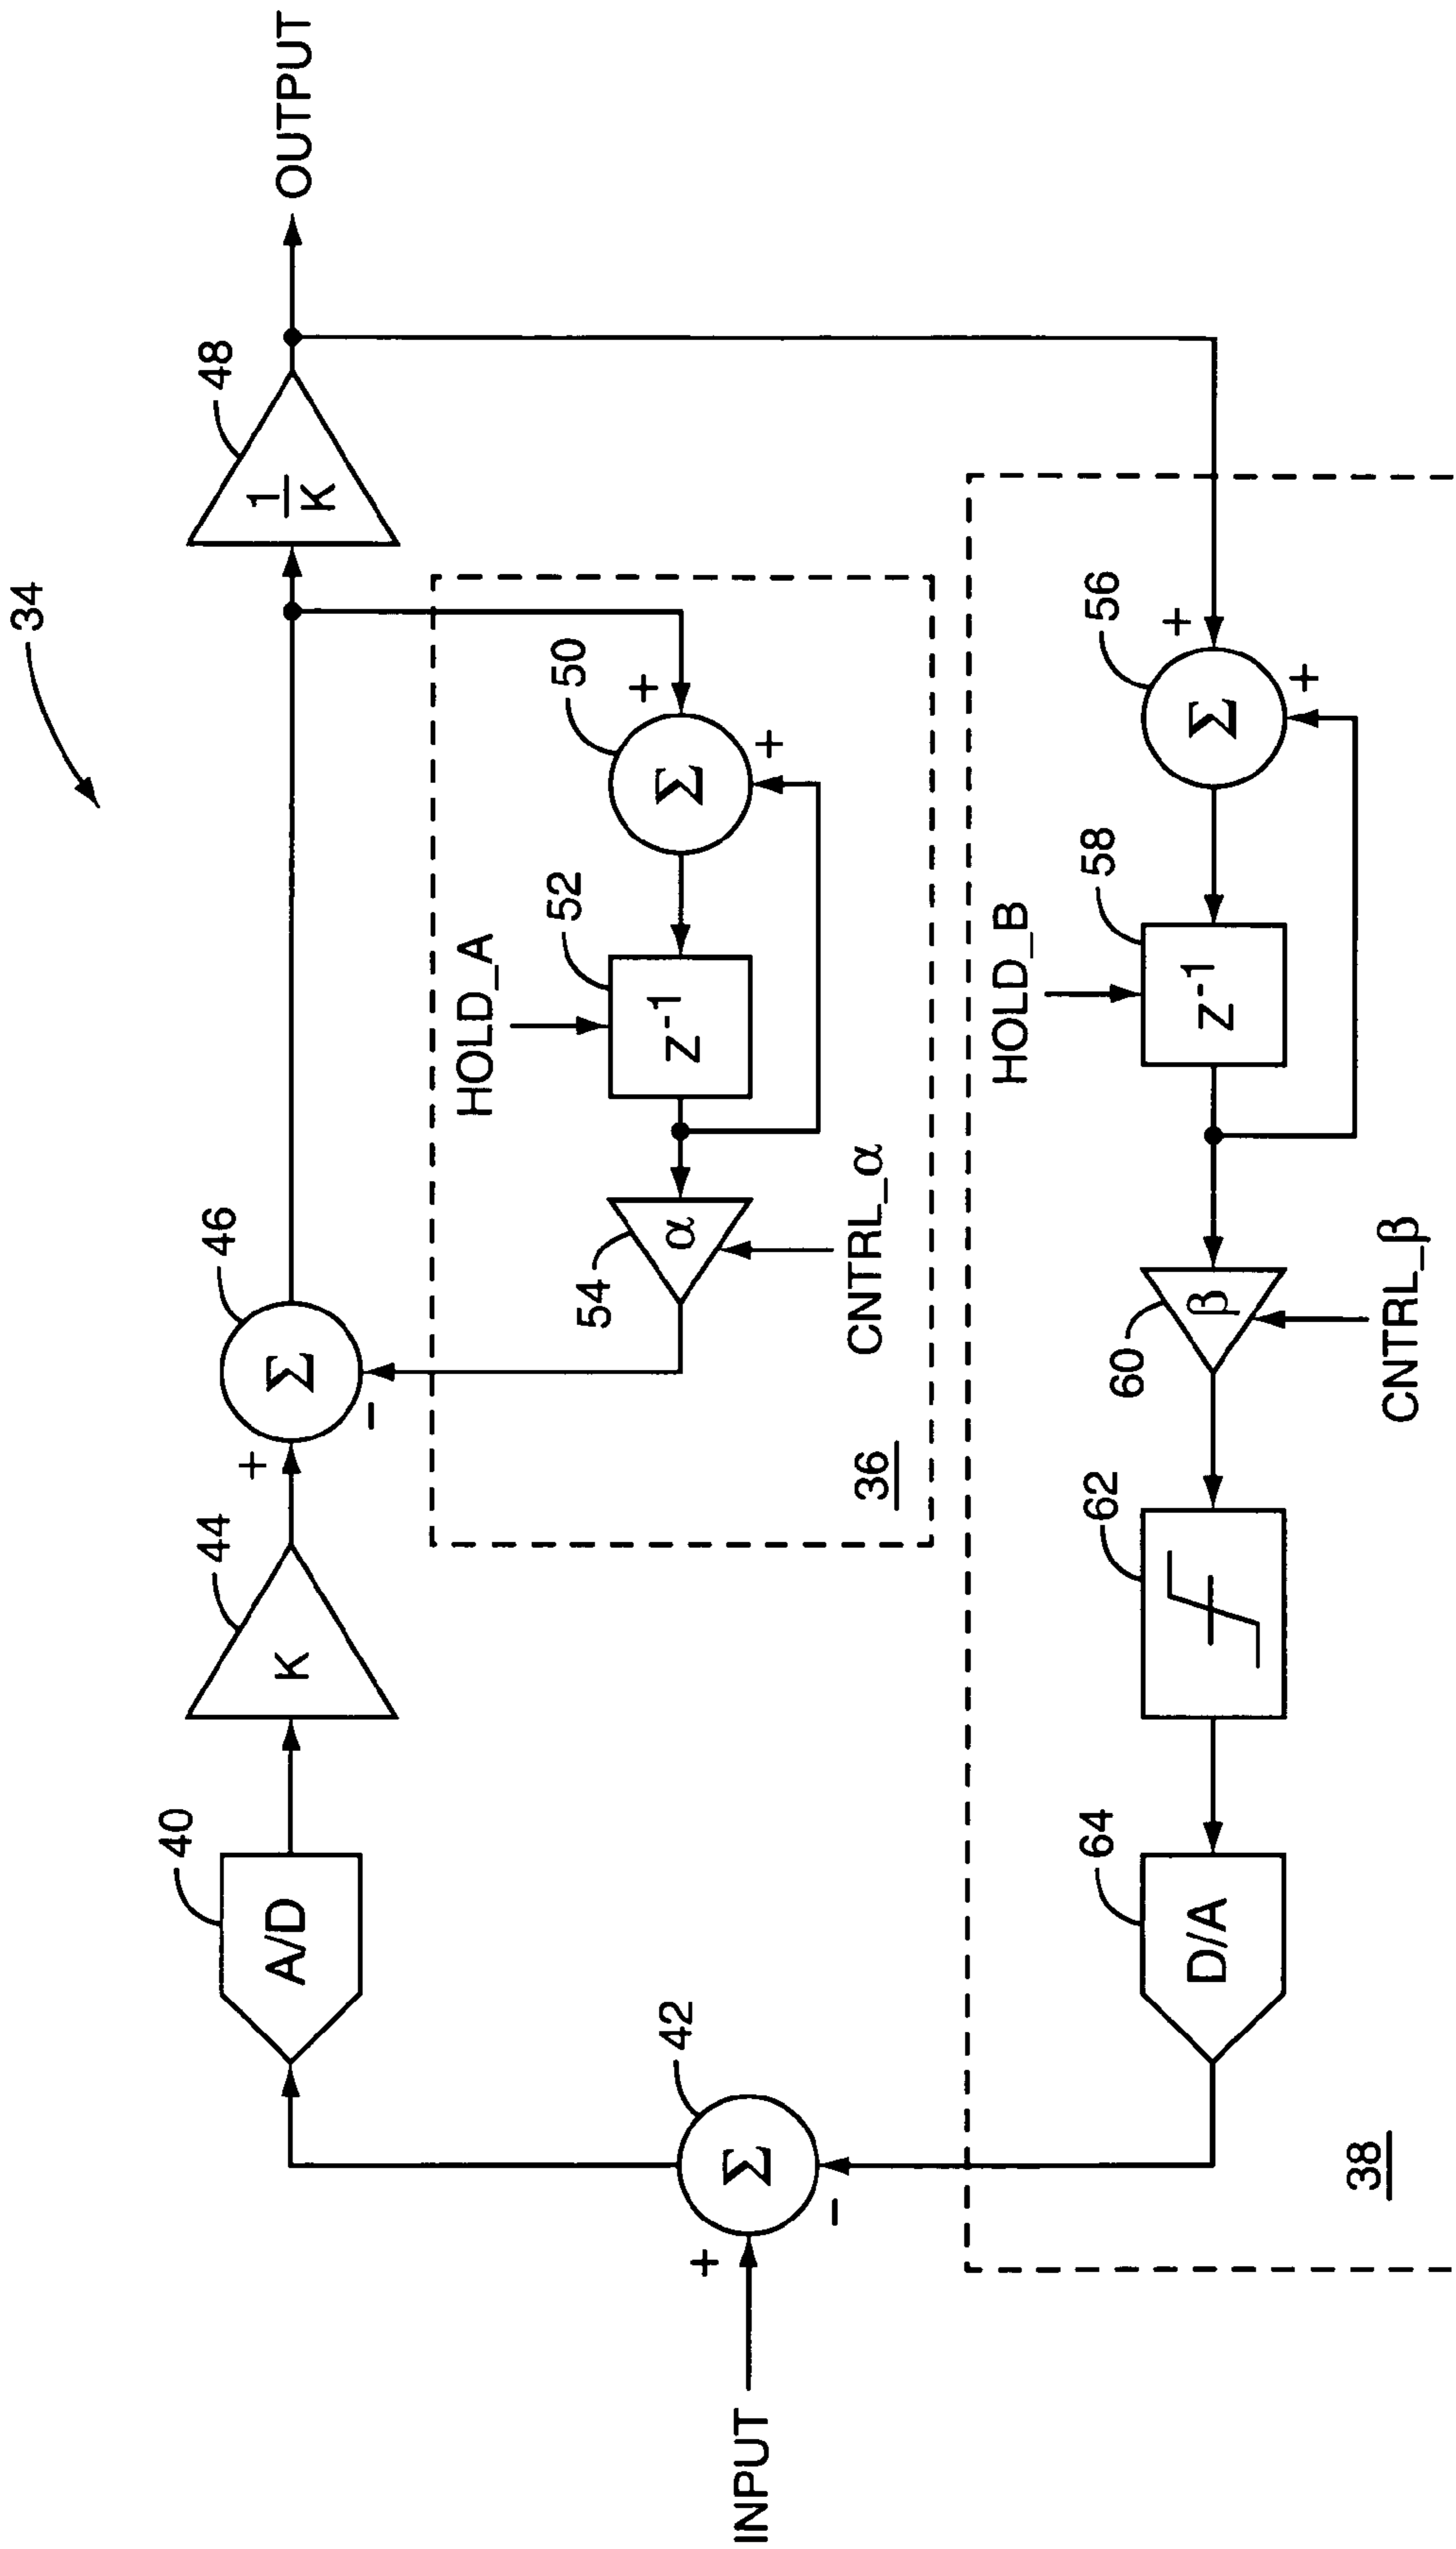 34
OUTPUT
48
1
K
46
Σ
+
−
44
K
40
A/D
36
50
Σ
+
+
52
z-1
HOLD_A
54
α
CNTRL_α
42
Σ
+
−
INPUT
38
56
Σ
+
+
58
z-1
HOLD_B
60
β
CNTRL_β
62
64
D/A